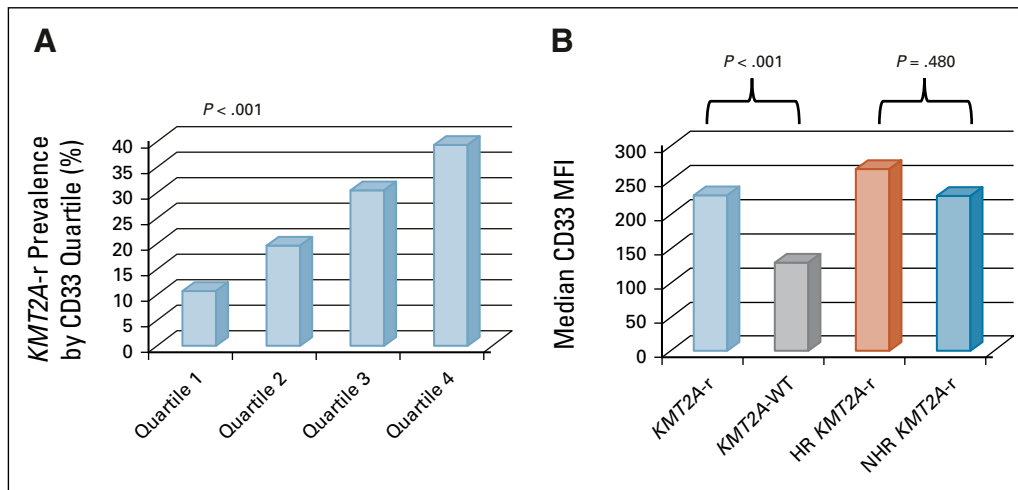 A
P < .001
KMT2A-r Prevalence
by CD33 Quartile (%)
40
35
30
25
20
15
10
5
0
Quartile 1
Quartile 2
Quartile 3
Quartile 4
B
P < .001
P = .480
Median CD33 MFI
300
250
200
150
100
50
0
KMT2A-r
KMT2A-WT
HR KMT2A-r
NHR KMT2A-r